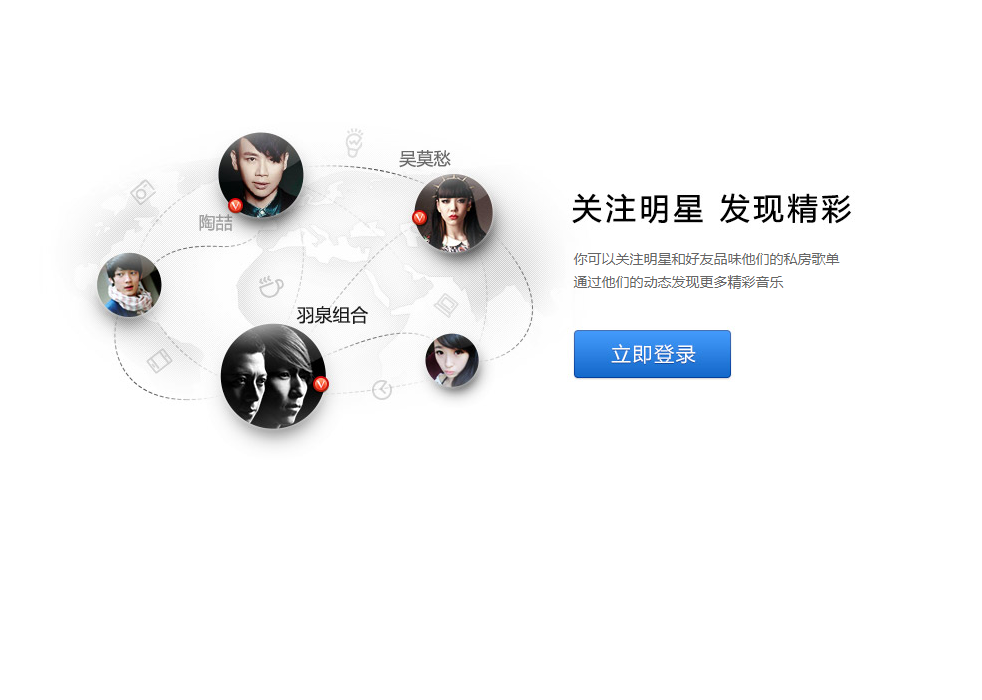 吴莫愁
陶喆
羽泉组合
关注明星 发现精彩
你可以关注明星和好友品味他们的私房歌单
通过他们的动态发现更多精彩音乐
立即登录